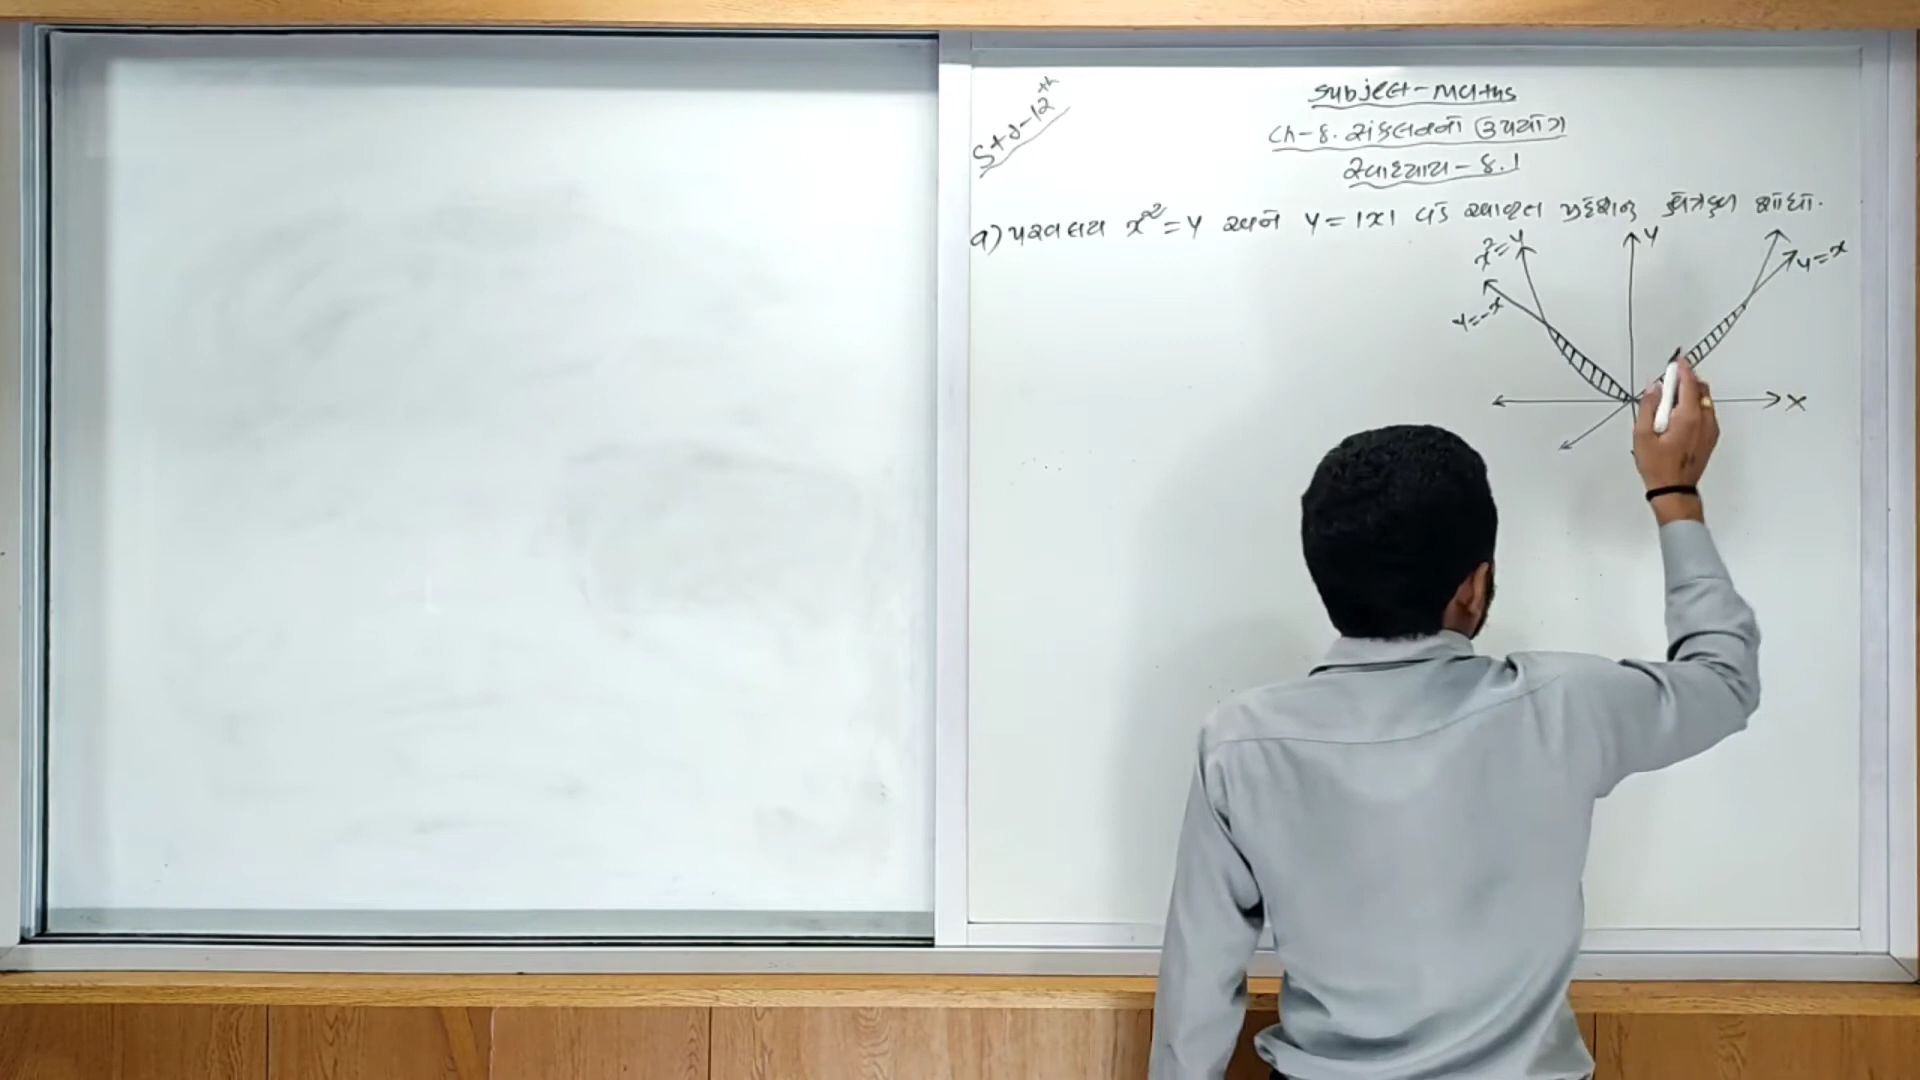 Std-12th
Subject-Maths
Ch-8. સંકલનનો ઉપયોગ
સ્વાધ્યાય-8.1
9) પરવલય x²=y અને y=|x| વડે આવૃત્ત પ્રદેશનું ક્ષેત્રફળ શોધો.
x²=y
Y
y=x
y=-x
X